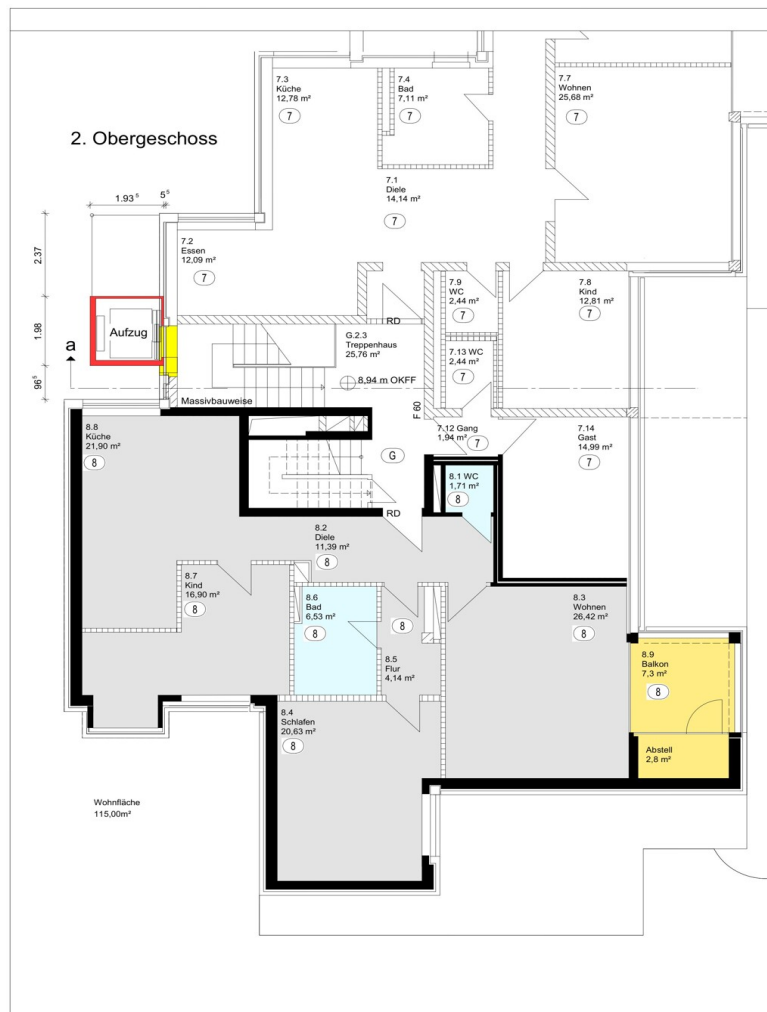 7.3
Küche
12,78 m²
7
7.4
Bad
7,11 m²
7
7.7
Wohnen
25,68 m²
7
2. Obergeschoss
7.1
Diele
14,14 m²
7
1.93⁵
5⁵
2.37
7.2
Essen
12,09 m²
7
7.9
WC
2,44 m²
7
7.8
Kind
12,81 m²
7
1.98
Aufzug
RD
G.2.3
Treppenhaus
25,76 m²
7.13 WC
2,44 m²
7
a
8,94 m OKFF
96⁵
Massivbauweise
F 60
8.8
Küche
21,90 m²
8
7.12 Gang
1,94 m²
7
7.14
Gast
14,99 m²
7
G
8.1 WC
1,71 m²
8
RD
8.2
Diele
11,39 m²
8
8.7
Kind
16,90 m²
8
8.6
Bad
6,53 m²
8
8
8.5
Flur
4,14 m²
8.3
Wohnen
26,42 m²
8
8.9
Balkon
7,3 m²
8
8.4
Schlafen
20,63 m²
8
Abstell
2,8 m²
Wohnfläche
115,00m²